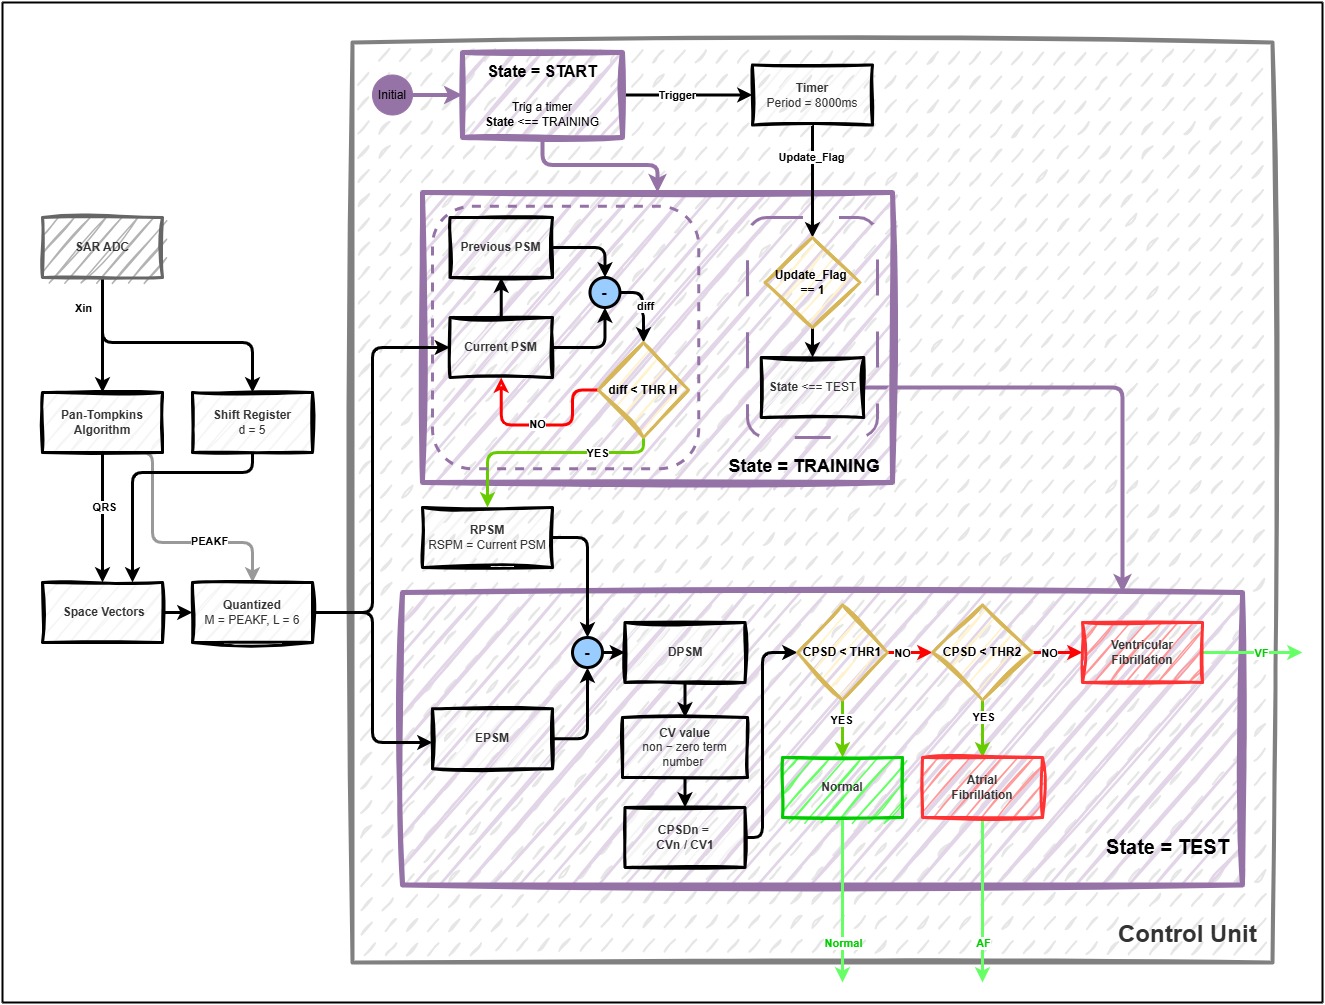 State = START
Trig a timer
State <== TRAINING
Initial
Trigger
Timer
Period = 8000ms
Update_Flag
SAR ADC
Xin
Pan-Tompkins
Algorithm
Shift Register
d = 5
QRS
PEAKF
Space Vectors
Quantized
M = PEAKF, L = 6
Previous PSM
-
diff
Current PSM
diff < THR H
NO
YES
Update_Flag
== 1
State <== TEST
State = TRAINING
RPSM
RSPM = Current PSM
-
EPSM
DPSM
CV value
non − zero term
number
CPSDn =
CVn / CV1
CPSD < THR1
NO
CPSD < THR2
NO
Ventricular
Fibrillation
VF
YES
YES
Normal
Atrial
Fibrillation
State = TEST
Normal
AF
Control Unit